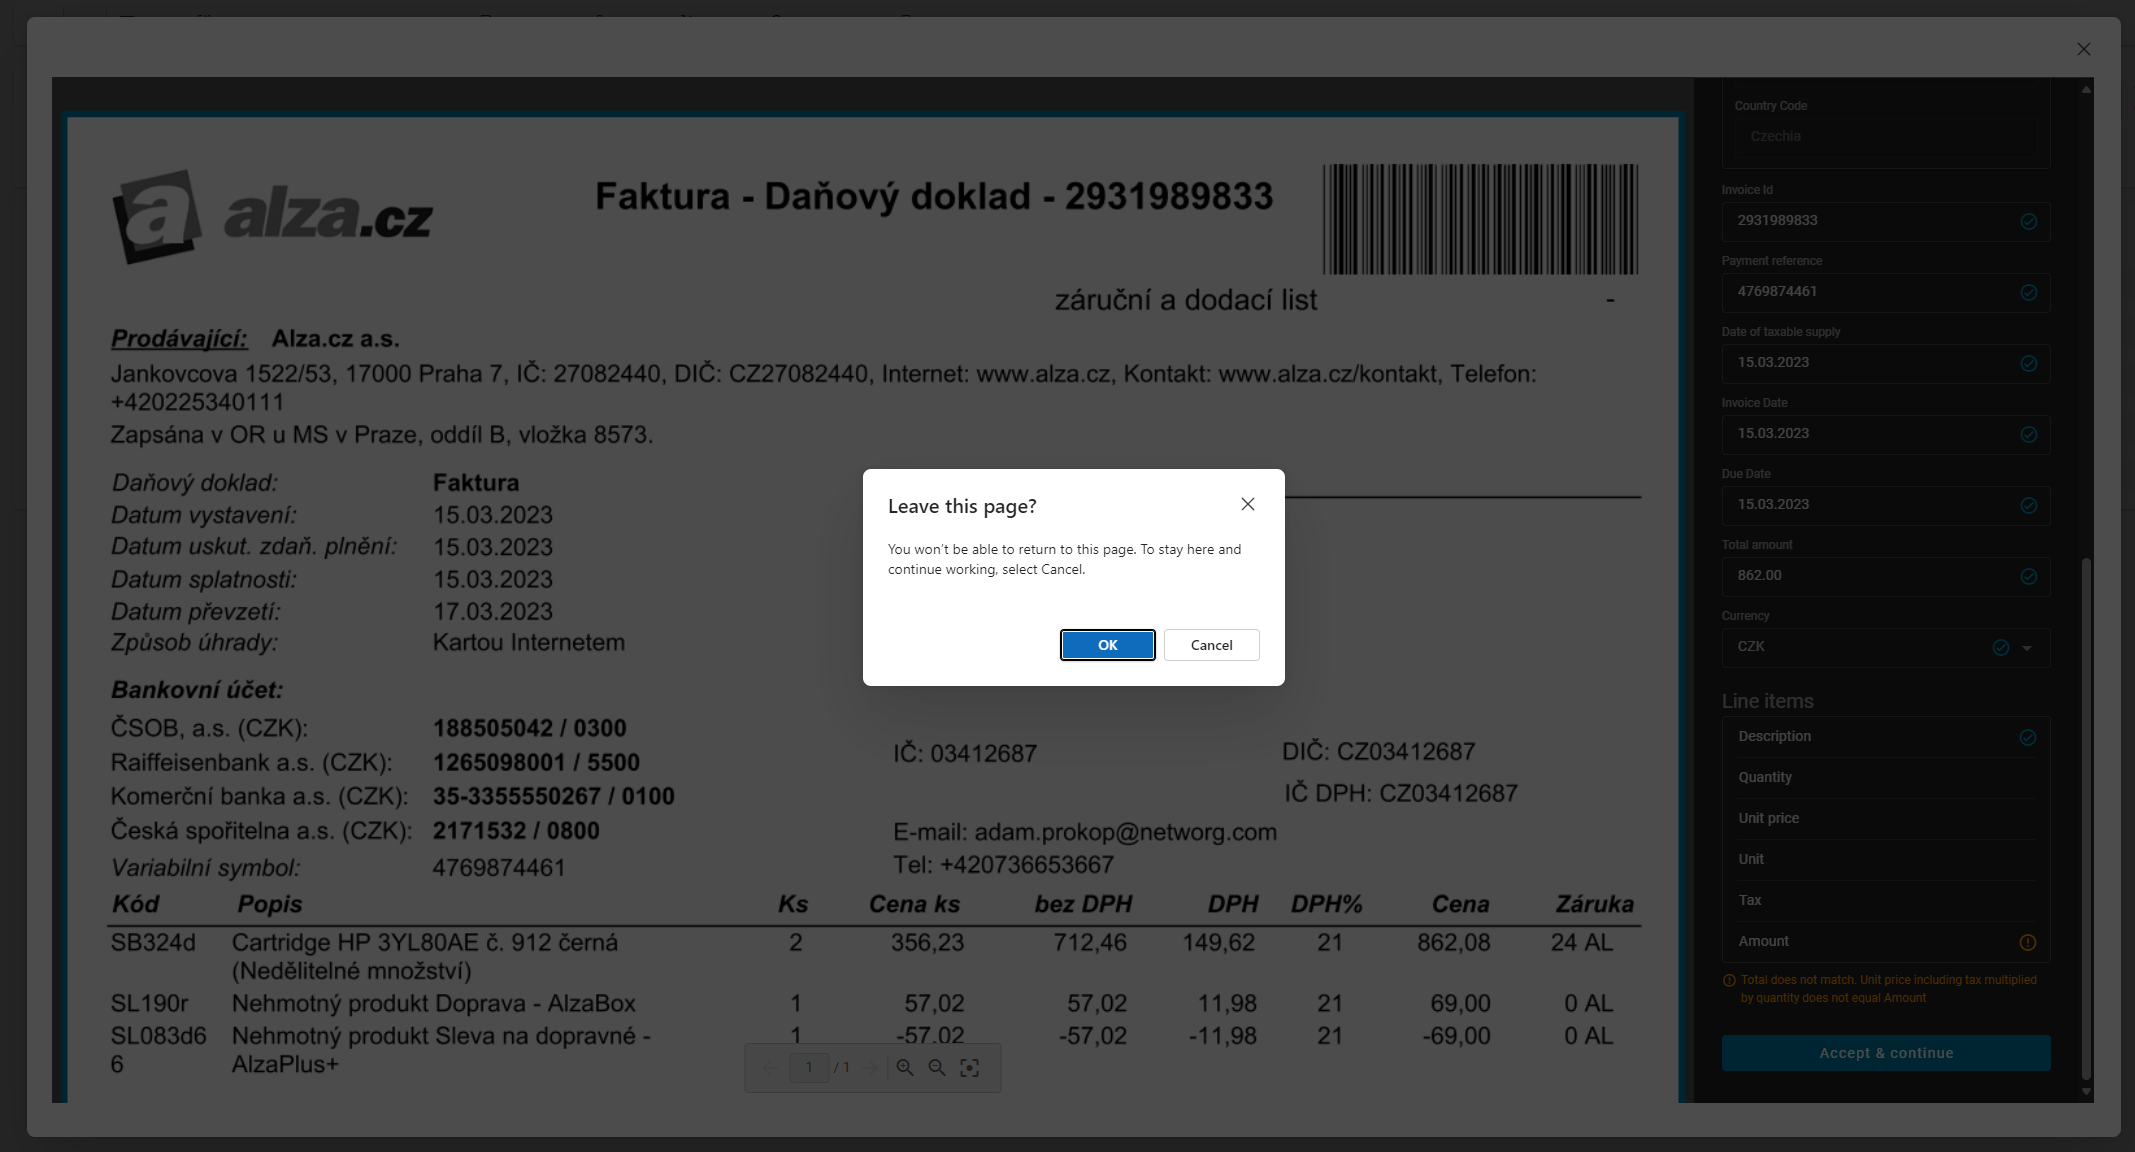 a alza.cz
Faktura - Daňový doklad - 2931989833
záruční a dodací list -
Prodávající: Alza.cz a.s.
Jankovcova 1522/53, 17000 Praha 7, IČ: 27082440, DIČ: CZ27082440, Internet: www.alza.cz, Kontakt: www.alza.cz/kontakt, Telefon:
+420225340111
Zapsána v OR u MS v Praze, oddíl B, vložka 8573.
Daňový doklad: Faktura
Datum vystavení: 15.03.2023
Datum uskut. zdaň. plnění: 15.03.2023
Datum splatnosti: 15.03.2023
Datum převzetí: 17.03.2023
Způsob úhrady: Kartou Internetem
Bankovní účet:
ČSOB, a.s. (CZK): 188505042 / 0300
Raiffeisenbank a.s. (CZK): 1265098001 / 5500
Komerční banka a.s. (CZK): 35-3355550267 / 0100
Česká spořitelna a.s. (CZK): 2171532 / 0800
Variabilní symbol: 4769874461
IČ: 03412687 DIČ: CZ03412687
IČ DPH: CZ03412687
E-mail: adam.prokop@networg.com
Tel: +420736653667
Kód Popis Ks Cena ks bez DPH DPH DPH% Cena Záruka
SB324d Cartridge HP 3YL80AE č. 912 černá 2 356,23 712,46 149,62 21 862,08 24 AL
(Nedělitelné množství)
SL190r Nehmotný produkt Doprava - AlzaBox 1 57,02 57,02 11,98 21 69,00 0 AL
SL083d6 Nehmotný produkt Sleva na dopravné - 1 -57,02 -57,02 -11,98 21 -69,00 0 AL
6 AlzaPlus+
1 / 1
Leave this page?
You won't be able to return to this page. To stay here and
continue working, select Cancel.
OK Cancel
Country Code
Czechia
Invoice Id
2931989833
Payment reference
4769874461
Date of taxable supply
15.03.2023
Invoice Date
15.03.2023
Due Date
15.03.2023
Total amount
862.00
Currency
CZK
Line items
Description
Quantity
Unit price
Unit
Tax
Amount
Total does not match. Unit price including tax multiplied
by quantity does not equal Amount
Accept & continue